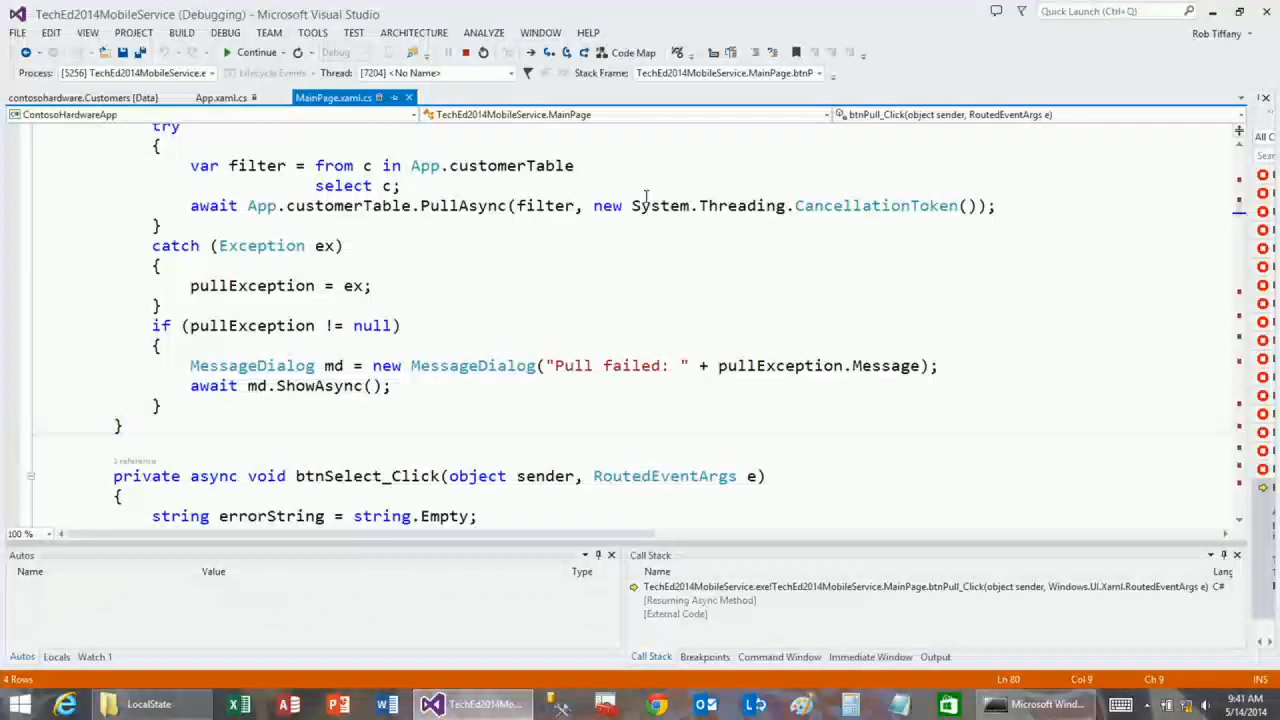 TechEd2014MobileService (Debugging) - Microsoft Visual Studio
Quick Launch (Ctrl+Q)
FILE EDIT VIEW PROJECT BUILD DEBUG TEAM TOOLS TEST ARCHITECTURE ANALYZE WINDOW HELP
Rob Tiffany
Continue Debug Code Map
Process: [5256] TechEd2014MobileService.e Lifecycle Events Thread: [7204] <No Name> Stack Frame: TechEd2014MobileService.MainPage.btnP
contosohardware.Customers [Data] App.xaml.cs MainPage.xaml.cs
ContosoHardwareApp TechEd2014MobileService.MainPage btnPull_Click(object sender, RoutedEventArgs e)
All C
Sear
try
{
var filter = from c in App.customerTable
select c;
await App.customerTable.PullAsync(filter, new System.Threading.CancellationToken());
}
catch (Exception ex)
{
pullException = ex;
}
if (pullException != null)
{
MessageDialog md = new MessageDialog("Pull failed: " + pullException.Message);
await md.ShowAsync();
}
}
reference
private async void btnSelect_Click(object sender, RoutedEventArgs e)
{
string errorString = string.Empty;
100 %
Autos
Name Value Type
Call Stack
Name Lang
TechEd2014MobileService.exe!TechEd2014MobileService.MainPage.btnPull_Click(object sender, Windows.UI.Xaml.RoutedEventArgs e) C#
[Resuming Async Method]
[External Code]
Autos Locals Watch 1
Call Stack Breakpoints Command Window Immediate Window Output
4 Rows Ln 80 Col 9 Ch 9 INS
LocalState TechEd2014Mo... Microsoft Wind...
9:41 AM
5/14/2014